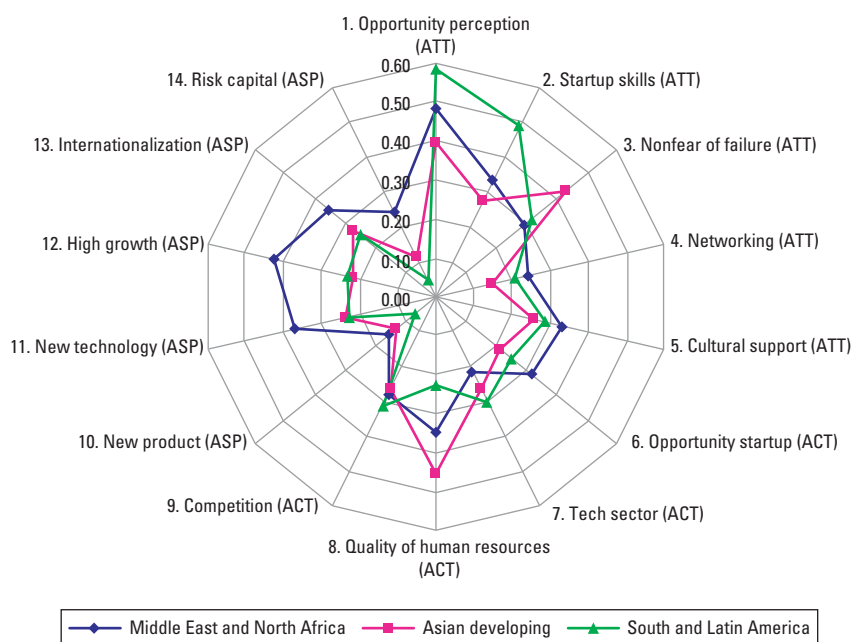 1. Opportunity perception
(ATT)
2. Startup skills (ATT)
3. Nonfear of failure (ATT)
4. Networking (ATT)
5. Cultural support (ATT)
6. Opportunity startup (ACT)
7. Tech sector (ACT)
8. Quality of human resources
(ACT)
9. Competition (ACT)
10. New product (ASP)
11. New technology (ASP)
12. High growth (ASP)
13. Internationalization (ASP)
14. Risk capital (ASP)
0.60
0.50
0.40
0.30
0.20
0.10
0.00
Middle East and North Africa
Asian developing
South and Latin America